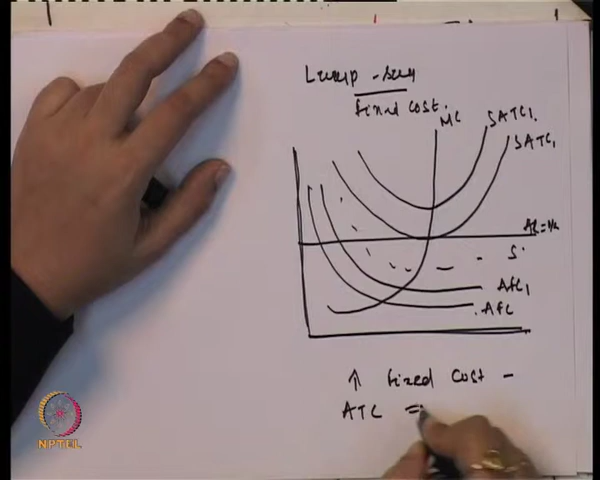 Lump - sum
fixed cost.
MC
SATC1.
SATC1
AR=MR
S'
AFC1
.AFC
↑ fixed cost -
ATC =
NPTEL